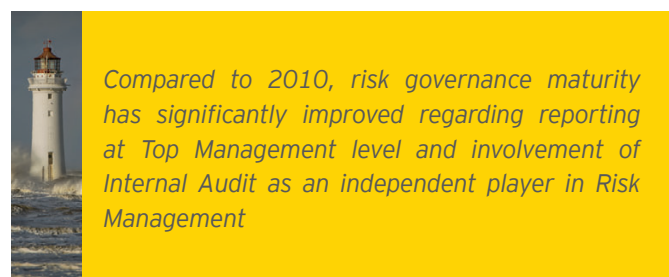 Compared to 2010, risk governance maturity
has significantly improved regarding reporting
at Top Management level and involvement of
Internal Audit as an independent player in Risk
Management